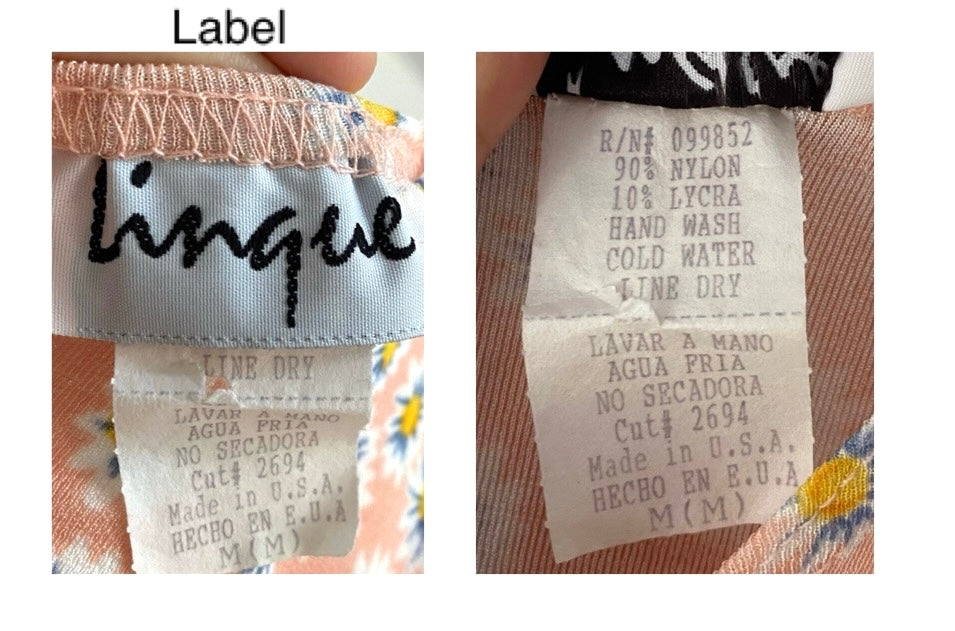 Label
Lingue
LINE DRY
LAVAR A MANO
AGUA FRIA
NO SECADORA
Cut# 2694
Made in U.S.A.
HECHO EN E.U.A
M(M)
R/N# 099852
90% NYLON
10% LYCRA
HAND WASH
COLD WATER
LINE DRY
LAVAR A MANO
AGUA FRIA
NO SECADORA
Cut# 2694
Made in U.S.A.
HECHO EN E.U.A
M(M)